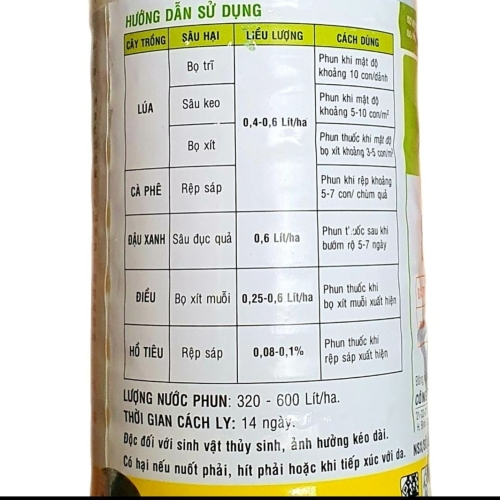 HƯỚNG DẪN SỬ DỤNG
CÂY TRỒNG SÂU HẠI LIỀU LƯỢNG CÁCH DÙNG
LÚA
Bọ trĩ
Phun khi mật độ
khoảng 10 con/dảnh
Sâu keo
Phun khi mật độ
khoảng 5-10 con/m²
0,4-0,6 Lít/ha
Bọ xít
Phun thuốc khi mật độ
bọ xít khoảng 3-5 con/m²
CÀ PHÊ
Rệp sáp
Phun khi rệp khoảng
5-7 con/ chùm quả
ĐẬU XANH
Sâu đục quả
0,6 Lít/ha
Phun thuốc sau khi
bướm rộ 5-7 ngày
ĐIỀU
Bọ xít muỗi
0,25-0,6 Lít/ha
Phun thuốc khi
bọ xít muỗi xuất hiện
HỒ TIÊU
Rệp sáp
0,08-0,1%
Phun thuốc khi
rệp sáp xuất hiện
LƯỢNG NƯỚC PHUN: 320 - 600 Lít/ha.
THỜI GIAN CÁCH LY: 14 ngày.
Độc đối với sinh vật thủy sinh, ảnh hưởng kéo dài.
Có hại nếu nuốt phải, hít phải hoặc khi tiếp xúc với da.